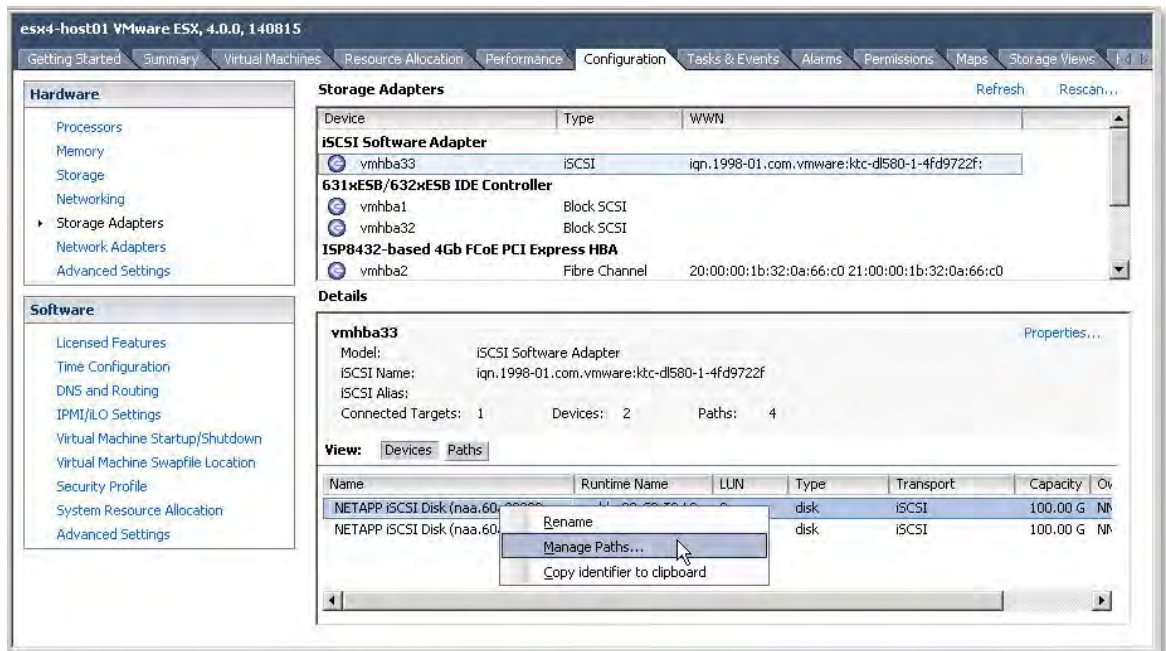 esx4-host01 VMware ESX, 4.0.0, 140815
Getting Started Summary Virtual Machines Resource Allocation Performance Configuration Tasks & Events Alarms Permissions Maps Storage Views
Hardware
Processors
Memory
Storage
Networking
Storage Adapters
Network Adapters
Advanced Settings
Software
Licensed Features
Time Configuration
DNS and Routing
IPMI/iLO Settings
Virtual Machine Startup/Shutdown
Virtual Machine Swapfile Location
Security Profile
System Resource Allocation
Advanced Settings
Storage Adapters Refresh Rescan...
Device Type WWN
iSCSI Software Adapter
vmhba33 iSCSI iqn.1998-01.com.vmware:ktc-dl580-1-4fd9722f:
631xESB/632xESB IDE Controller
vmhba1 Block SCSI
vmhba32 Block SCSI
ISP8432-based 4Gb FCoE PCI Express HBA
vmhba2 Fibre Channel 20:00:00:1b:32:0a:66:c0 21:00:00:1b:32:0a:66:c0
Details
vmhba33 Properties...
Model: iSCSI Software Adapter
iSCSI Name: iqn.1998-01.com.vmware:ktc-dl580-1-4fd9722f
iSCSI Alias:
Connected Targets: 1 Devices: 2 Paths: 4
View: Devices Paths
Name Runtime Name LUN Type Transport Capacity
NETAPP iSCSI Disk (naa.60 disk iSCSI 100.00 G
NETAPP iSCSI Disk (naa.60 disk iSCSI 100.00 G
Rename
Manage Paths...
Copy identifier to clipboard